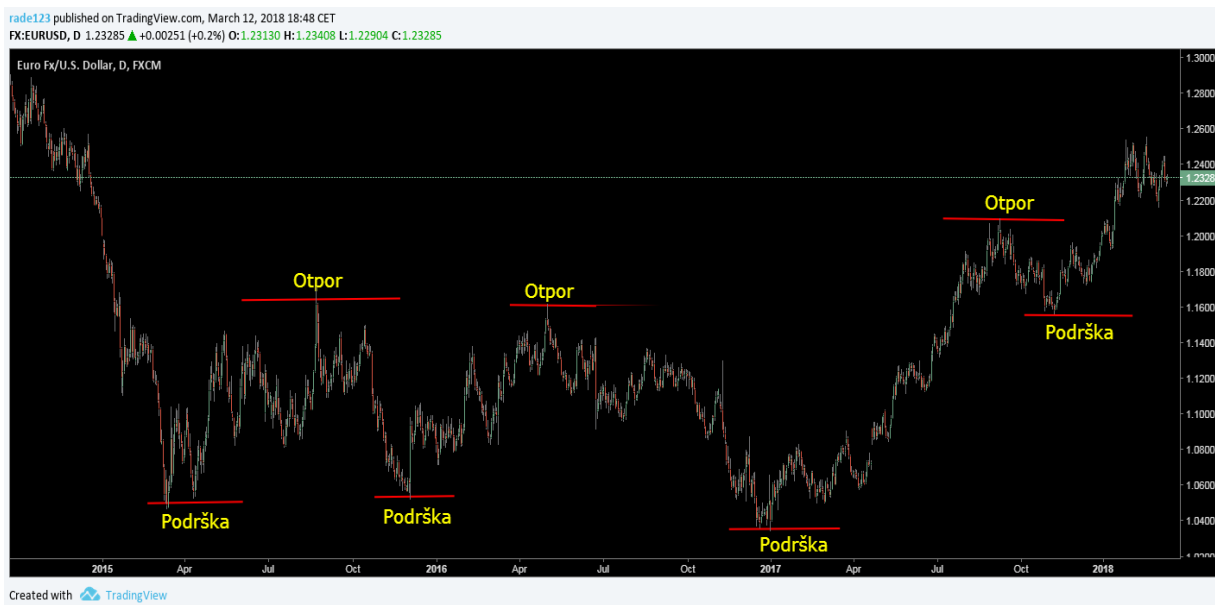 rade123 published on TradingView.com, March 12, 2018 18:48 CET
FX:EURUSD, D 1.23285 ▲ +0.00251 (+0.2%) O:1.23130 H:1.23408 L:1.22904 C:1.23285
Euro Fx/U.S. Dollar, D, FXCM
1.3000
1.2800
1.2600
1.2400
1.2328
1.2200
1.2000
1.1800
1.1600
1.1400
1.1200
1.1000
1.0800
1.0600
1.0400
1.0200
Otpor
Otpor
Otpor
Podrška
Podrška
Podrška
Podrška
2015 Apr Jul Oct 2016 Apr Jul Oct 2017 Apr Jul Oct 2018
Created with TradingView